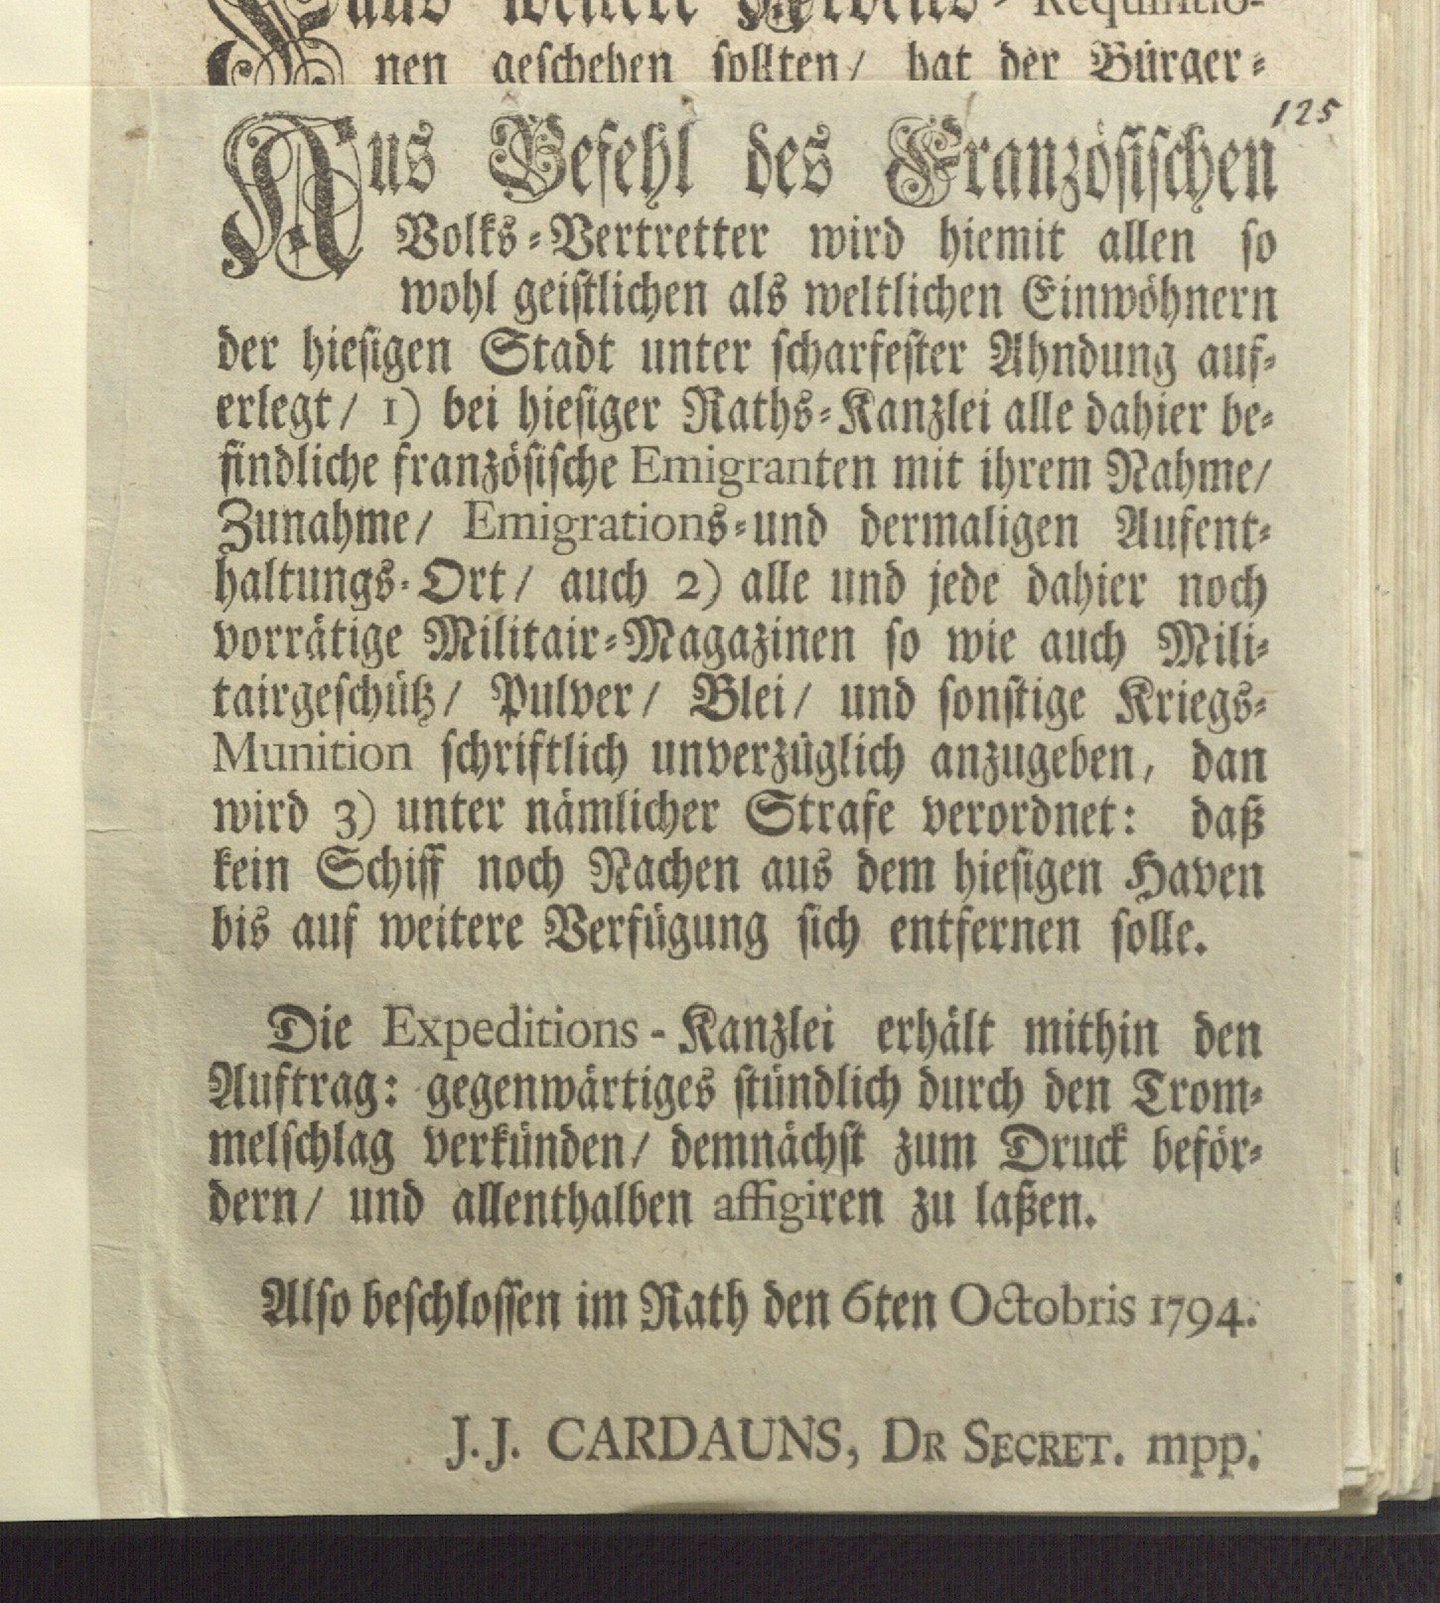 nen geschehen sollten/ hat der Bürger-
125
Aus Befehl des Französischen
Volks-Vertretter wird hiemit allen so
wohl geistlichen als weltlichen Einwöhnern
der hiesigen Stadt unter scharfester Ahndung auf-
erlegt/ 1) bei hiesiger Raths-Kanzlei alle dahier be-
findliche französische Emigranten mit ihrem Nahme/
Zunahme/ Emigrations-und dermaligen Aufent-
haltungs-Ort/ auch 2) alle und jede dahier noch
vorrätige Militair-Magazinen so wie auch Mili-
tairgeschütz/ Pulver/ Blei/ und sonstige Kriegs-
Munition schriftlich unverzüglich anzugeben, dan
wird 3) unter nämlicher Strafe verordnet: daß
kein Schiff noch Nachen aus dem hiesigen Haven
bis auf weitere Verfügung sich entfernen solle.
Die Expeditions-Kanzlei erhält mithin den
Auftrag: gegenwärtiges stündlich durch den Trom-
melschlag verkünden/ demnächst zum Druck beför-
dern/ und allenthalben affigiren zu laßen.
Also beschlossen im Rath den 6ten Octobris 1794.
J. J. CARDAUNS, DR SECRET. mpp.